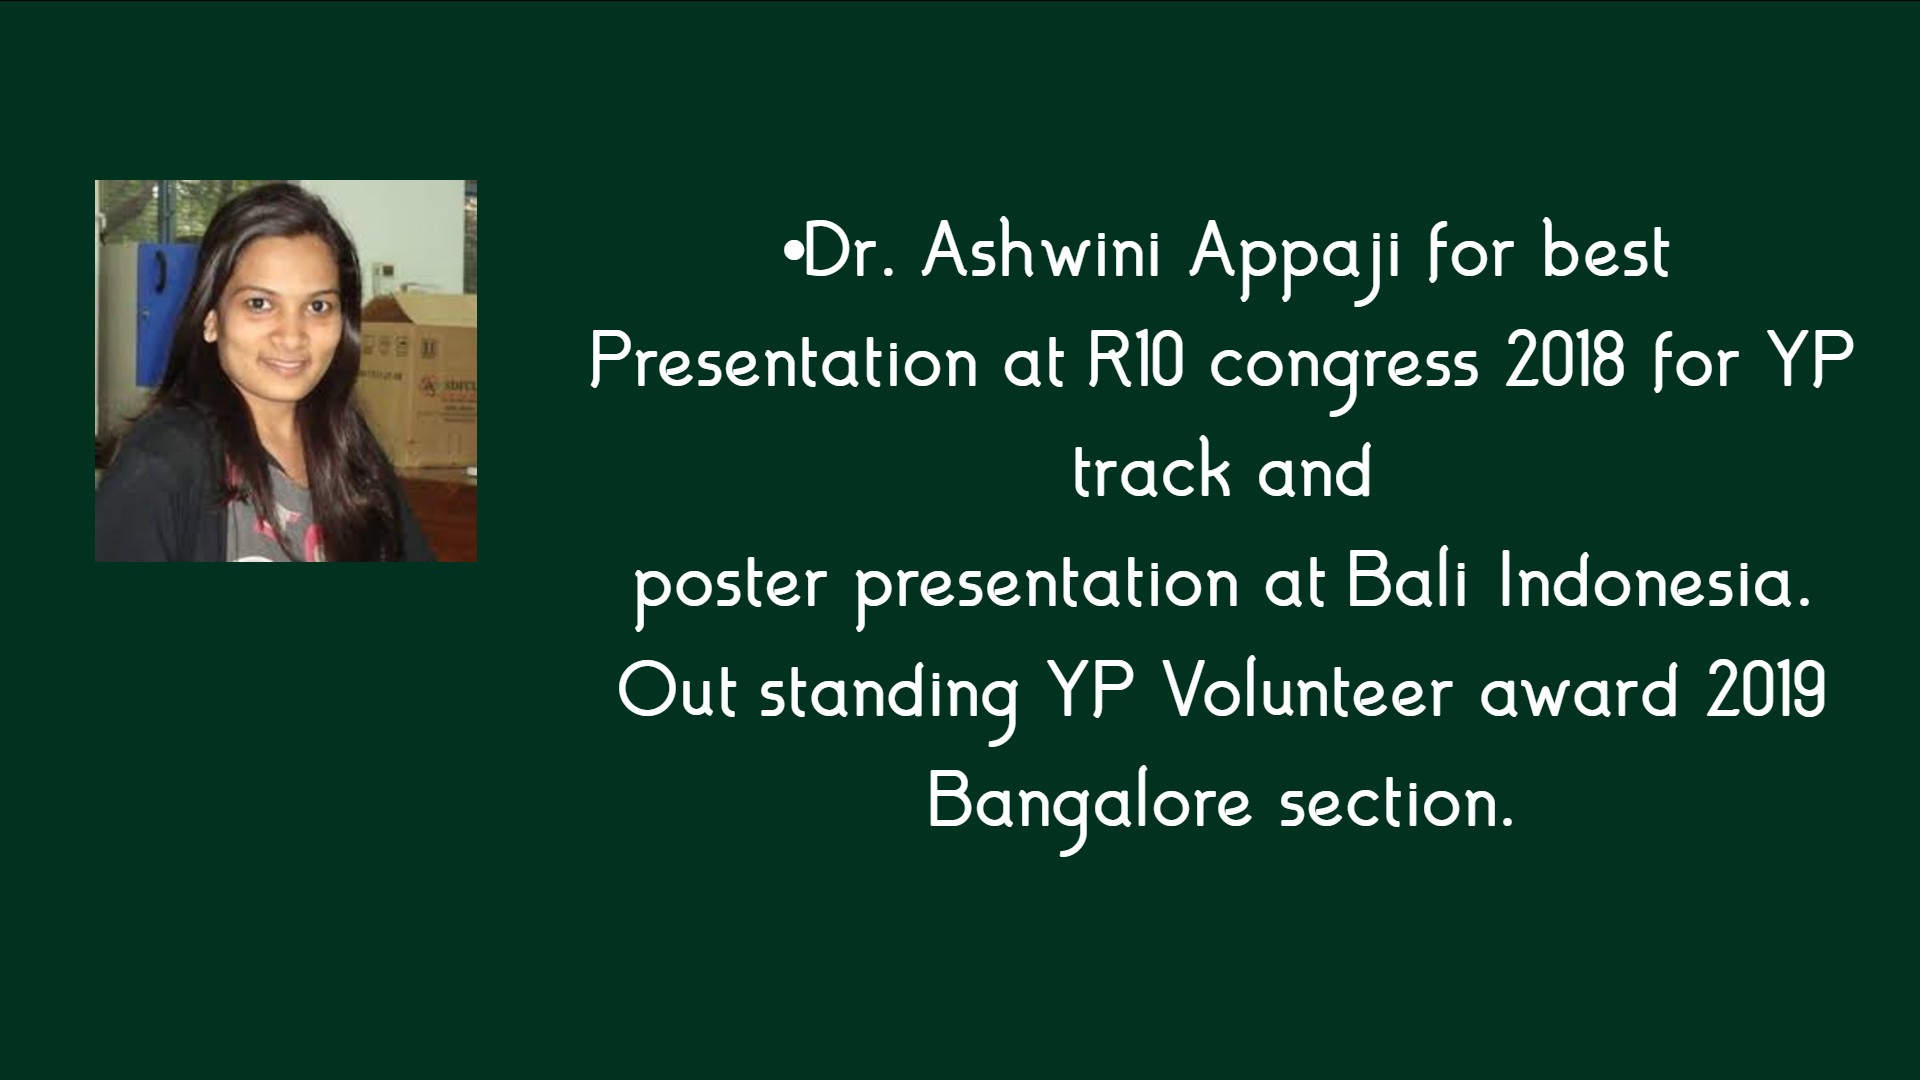 •Dr. Ashwini Appaji for best
Presentation at R10 congress 2018 for YP
track and
poster presentation at Bali Indonesia.
Out standing YP Volunteer award 2019
Bangalore section.